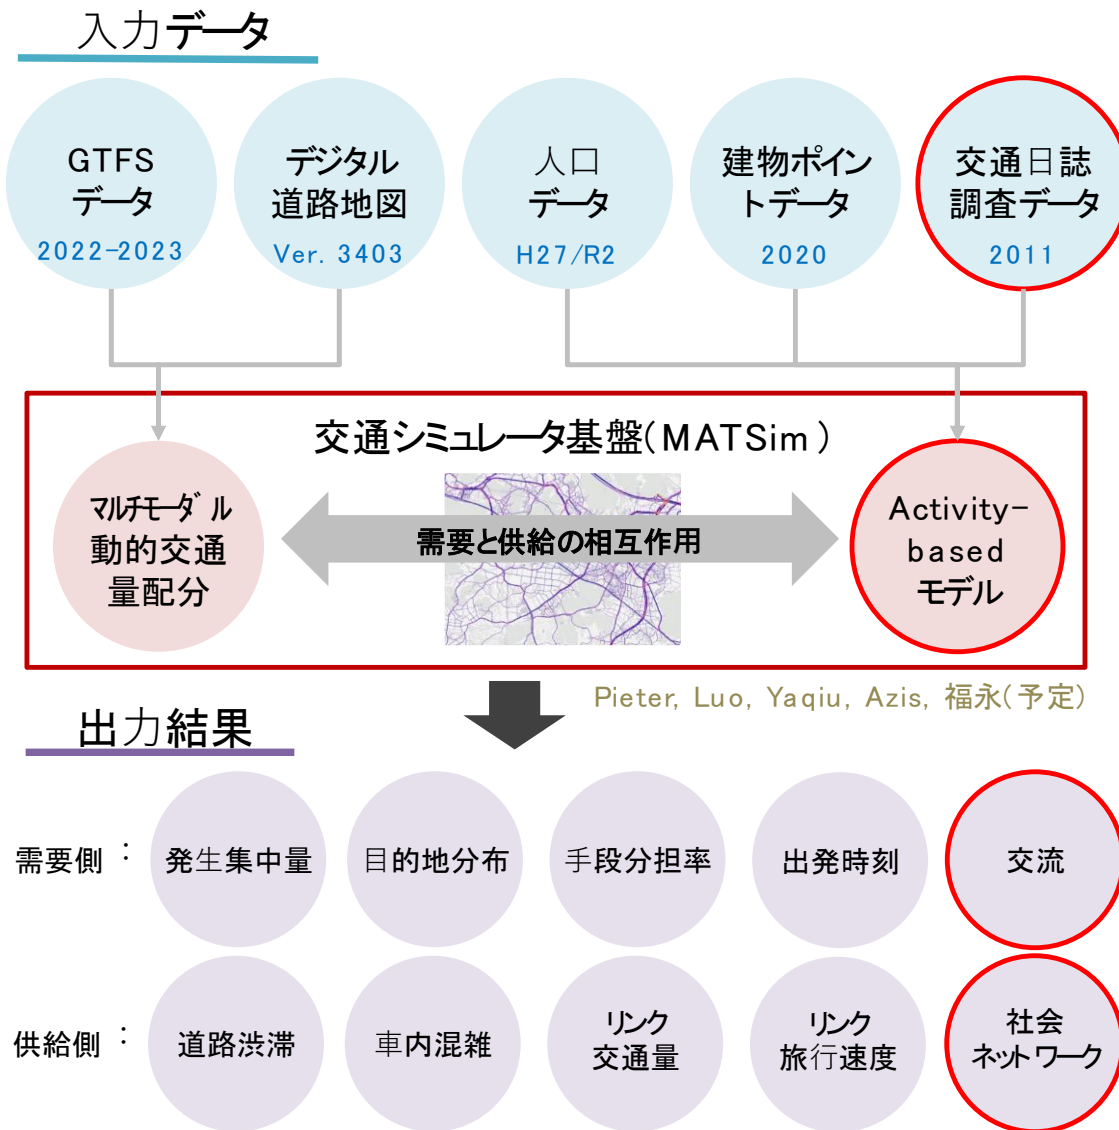 入力データ
GTFS
データ
2022-2023
デジタル
道路地図
Ver. 3403
人口
データ
H27/R2
建物ポイン
トデータ
2020
交通日誌
調査データ
2011
交通シミュレータ基盤(MATSim)
マルチモーダル
動的交通
量配分
需要と供給の相互作用
Activity-
based
モデル
Pieter, Luo, Yaqiu, Azis, 福永(予定)
出力結果
需要側：
発生集中量
目的地分布
手段分担率
出発時刻
交流
供給側：
道路渋滞
車内混雑
リンク
交通量
リンク
旅行速度
社会
ネットワーク